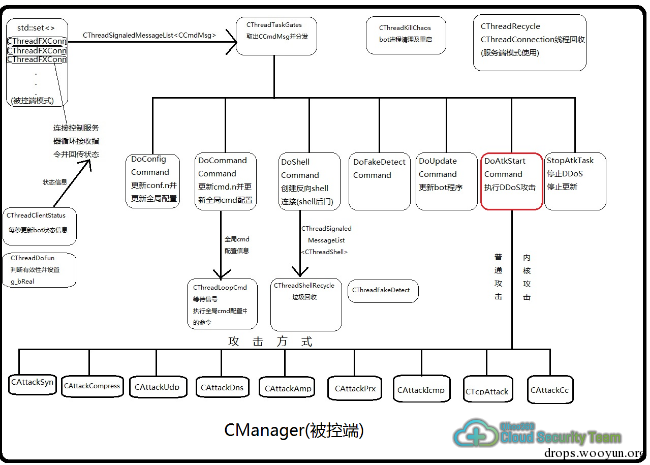 std::set<>
CThreadFXConn
CThreadFXConn
CThreadFXConn
.
.
.
(被控端模式)
CThreadSignaledMessageList<CCmdMsg>
CThreadTaskGates
取出CCmdMsg并分发
CThreadKillChaos
bot进程清理及重启
CThreadRecycle
CThreadConnection线程回收
(服务端模式使用)
连接控制服务
器循环接收指
令并回传状态
状态信息
CThreadClientStatus
每秒更新bot状态信息
CThreadDoFun
判断有效性并设置
g_bReal
DoConfig
Command
更新conf.n并
更新全局配置
DoCommand
Command
更新cmd.n并更
新全局cmd配置
DoShell
Command
创建反向shell
连接(shell后门)
DoFakeDetect
Command
DoUpdate
Command
更新bot程序
DoAtkStart
Command
执行DDoS攻击
StopAtkTask
停止DDoS
停止更新
全局cmd
配置信息
CThreadSignaled
MessageList
<CThreadShell>
普通攻击
内核攻击
CThreadLoopCmd
等待信号
执行全局cmd配置中
的命令
CThreadShellRecycle
垃圾回收
CThreadFakeDetect
攻 击 方 式
CAttackSyn
CAttackCompress
CAttackUdp
CAttackDns
CAttackAmp
CAttackPrx
CAttackIcmp
CTcpAttack
CAttackCc
CManager(被控端)
Cloud Security Team
drops.wooyun.org